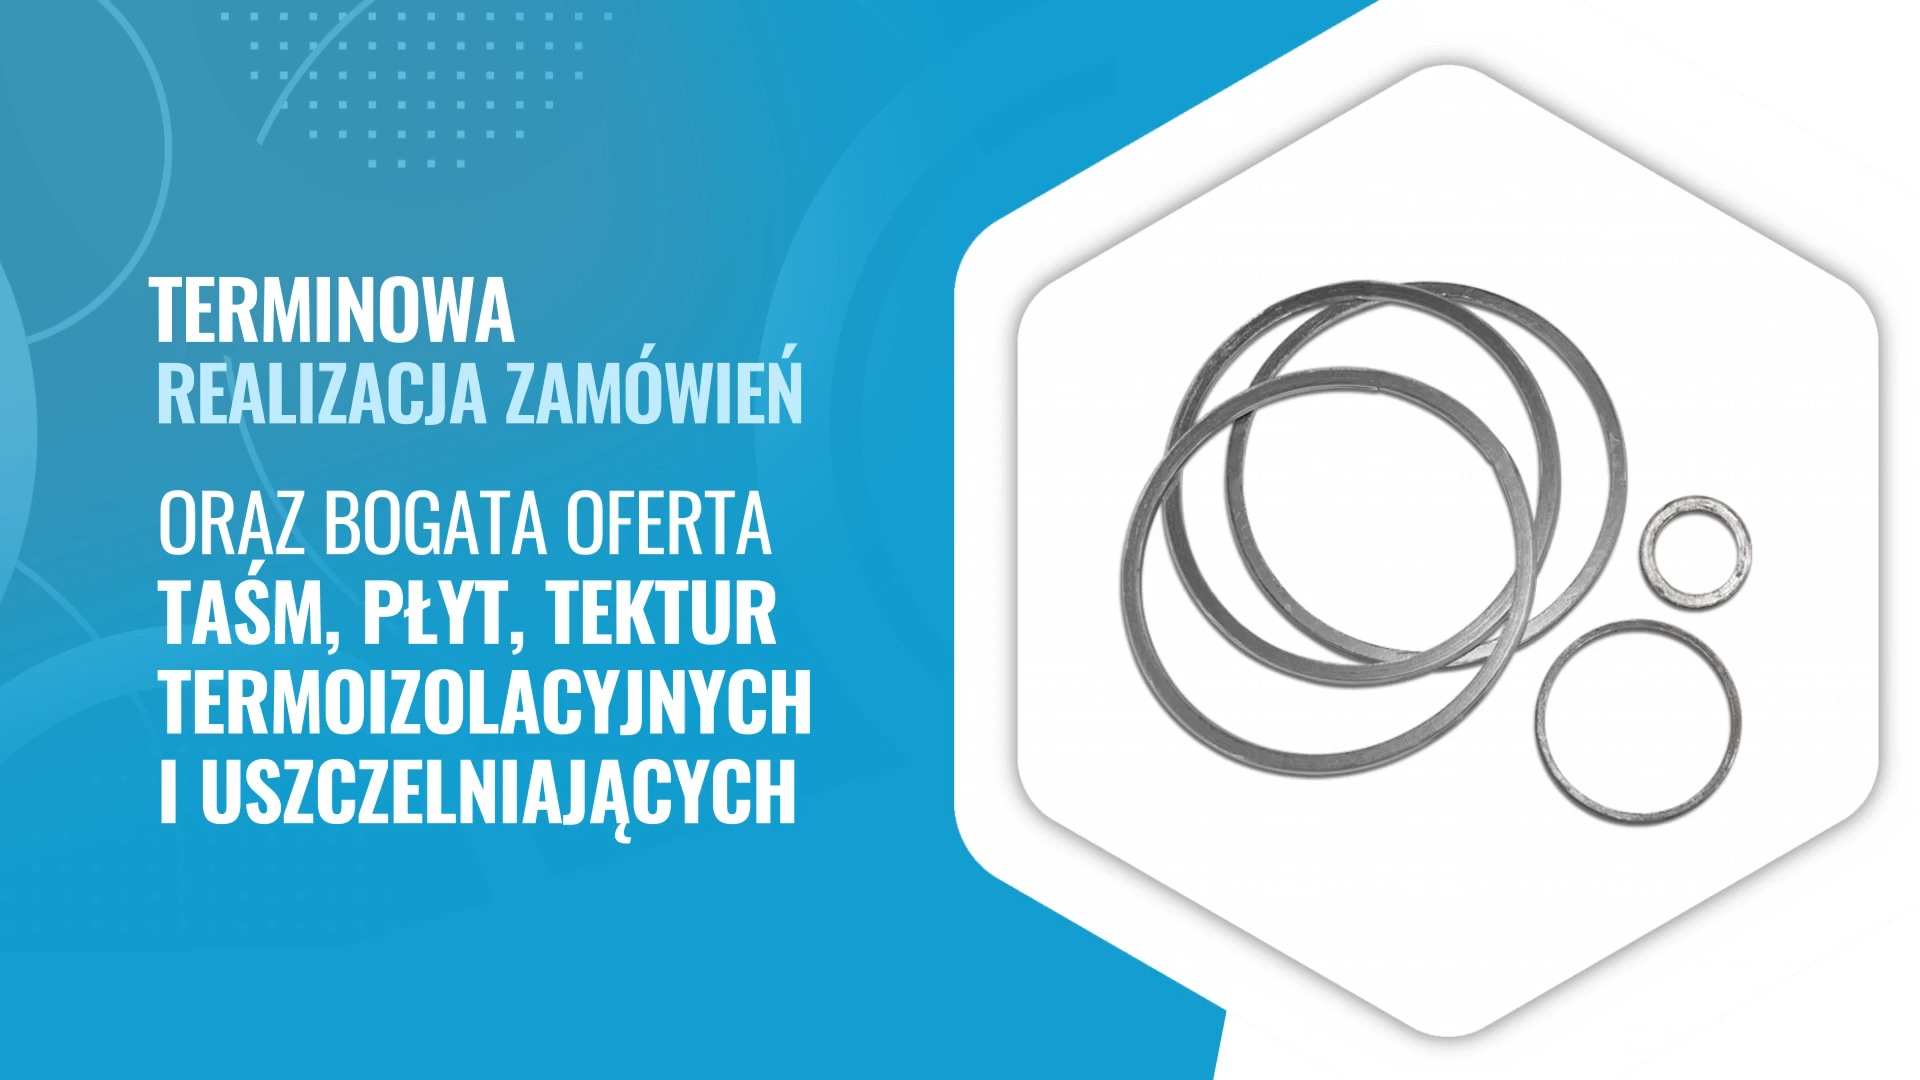 TERMINOWA
REALIZACJA ZAMÓWIEŃ
ORAZ BOGATA OFERTA
TAŚM, PŁYT, TEKTUR
TERMOIZOLACYJNYCH
I USZCZELNIAJĄCYCH